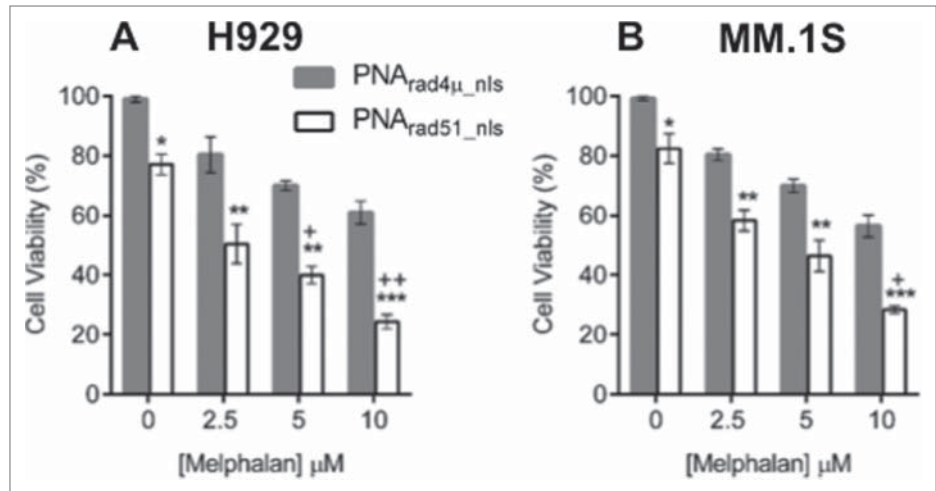 A H929
PNArad4μ_nls
PNArad51_nls
Cell Viability (%)
100
80
60
40
20
0
*
**
+
**
++
***
0 2.5 5 10
[Melphalan] μM
B MM.1S
Cell Viability (%)
100
80
60
40
20
0
*
**
**
+
***
0 2.5 5 10
[Melphalan] μM